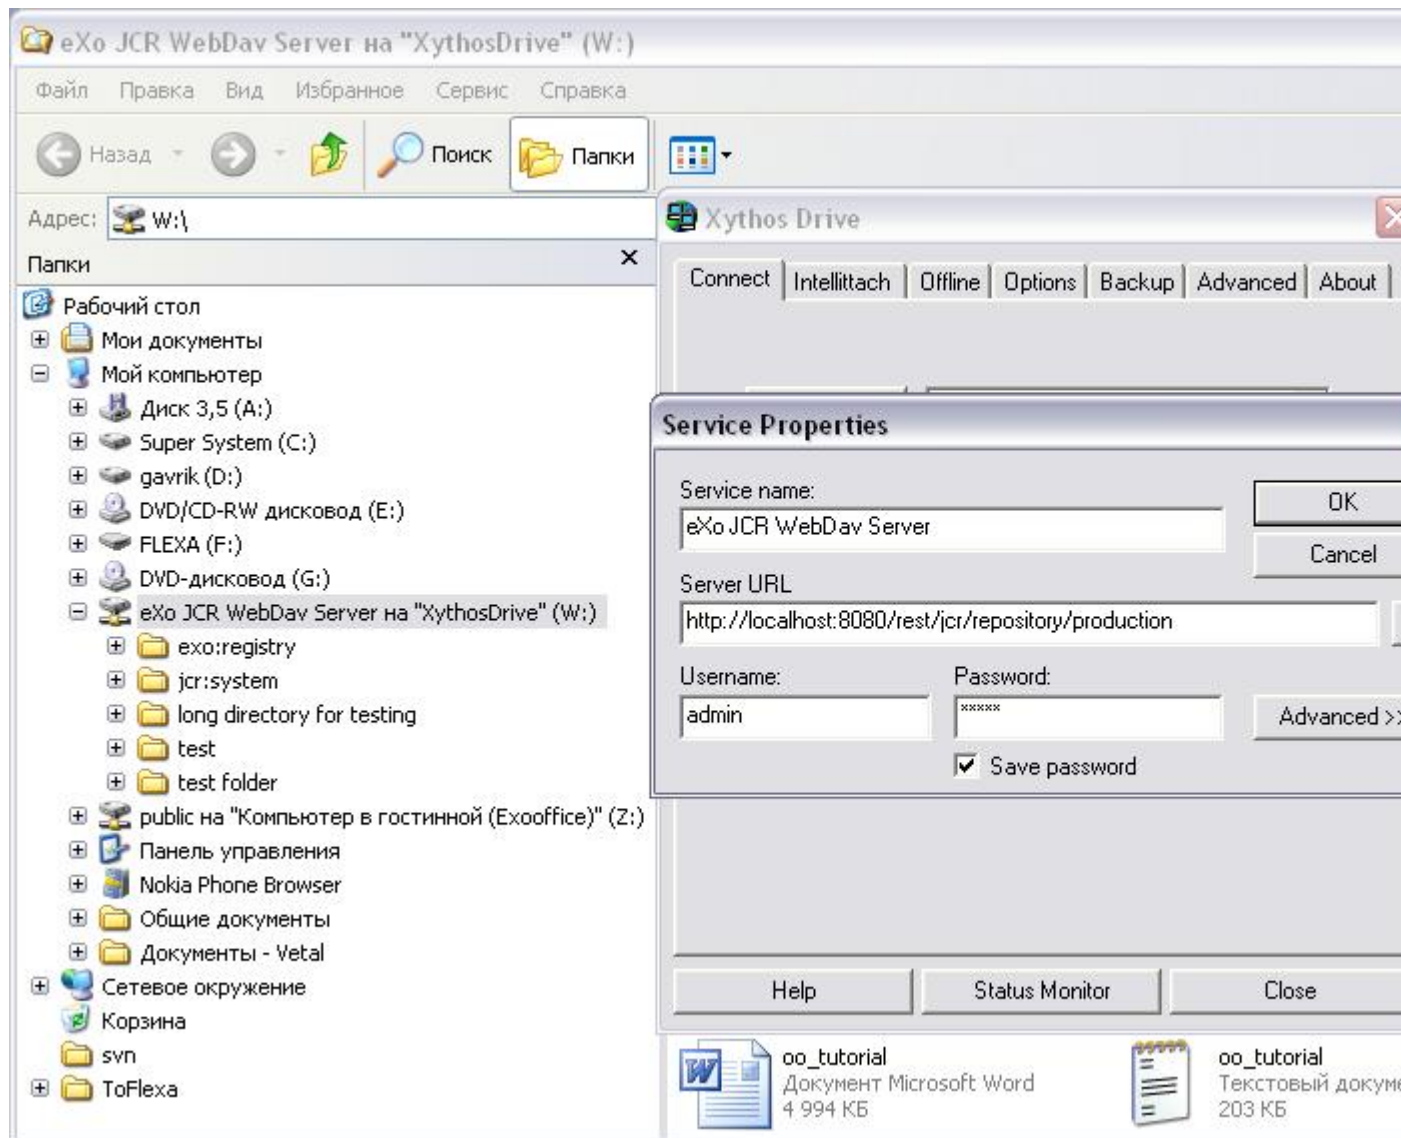 eXo JCR WebDav Server на "XythosDrive" (W:)
Файл Правка Вид Избранное Сервис Справка
Назад Поиск Папки
Адрес: W:\
Папки
Рабочий стол
Мои документы
Мой компьютер
Диск 3,5 (A:)
Super System (C:)
gavrik (D:)
DVD/CD-RW дисковод (E:)
FLEXA (F:)
DVD-дисковод (G:)
eXo JCR WebDav Server на "XythosDrive" (W:)
exo:registry
jcr:system
long directory for testing
test
test folder
public на "Компьютер в гостинной (Exooffice)" (Z:)
Панель управления
Nokia Phone Browser
Общие документы
Документы - Vetal
Сетевое окружение
Корзина
svn
ToFlexa
Xythos Drive
Connect Intellittach Offline Options Backup Advanced About
Service Properties
Service name:
eXo JCR WebDav Server
OK
Cancel
Server URL
http://localhost:8080/rest/jcr/repository/production
Username: Password:
admin xxxxx
Advanced >>
Save password
Help Status Monitor Close
oo_tutorial
Документ Microsoft Word
4 994 КБ
oo_tutorial
Текстовый докуме
203 КБ